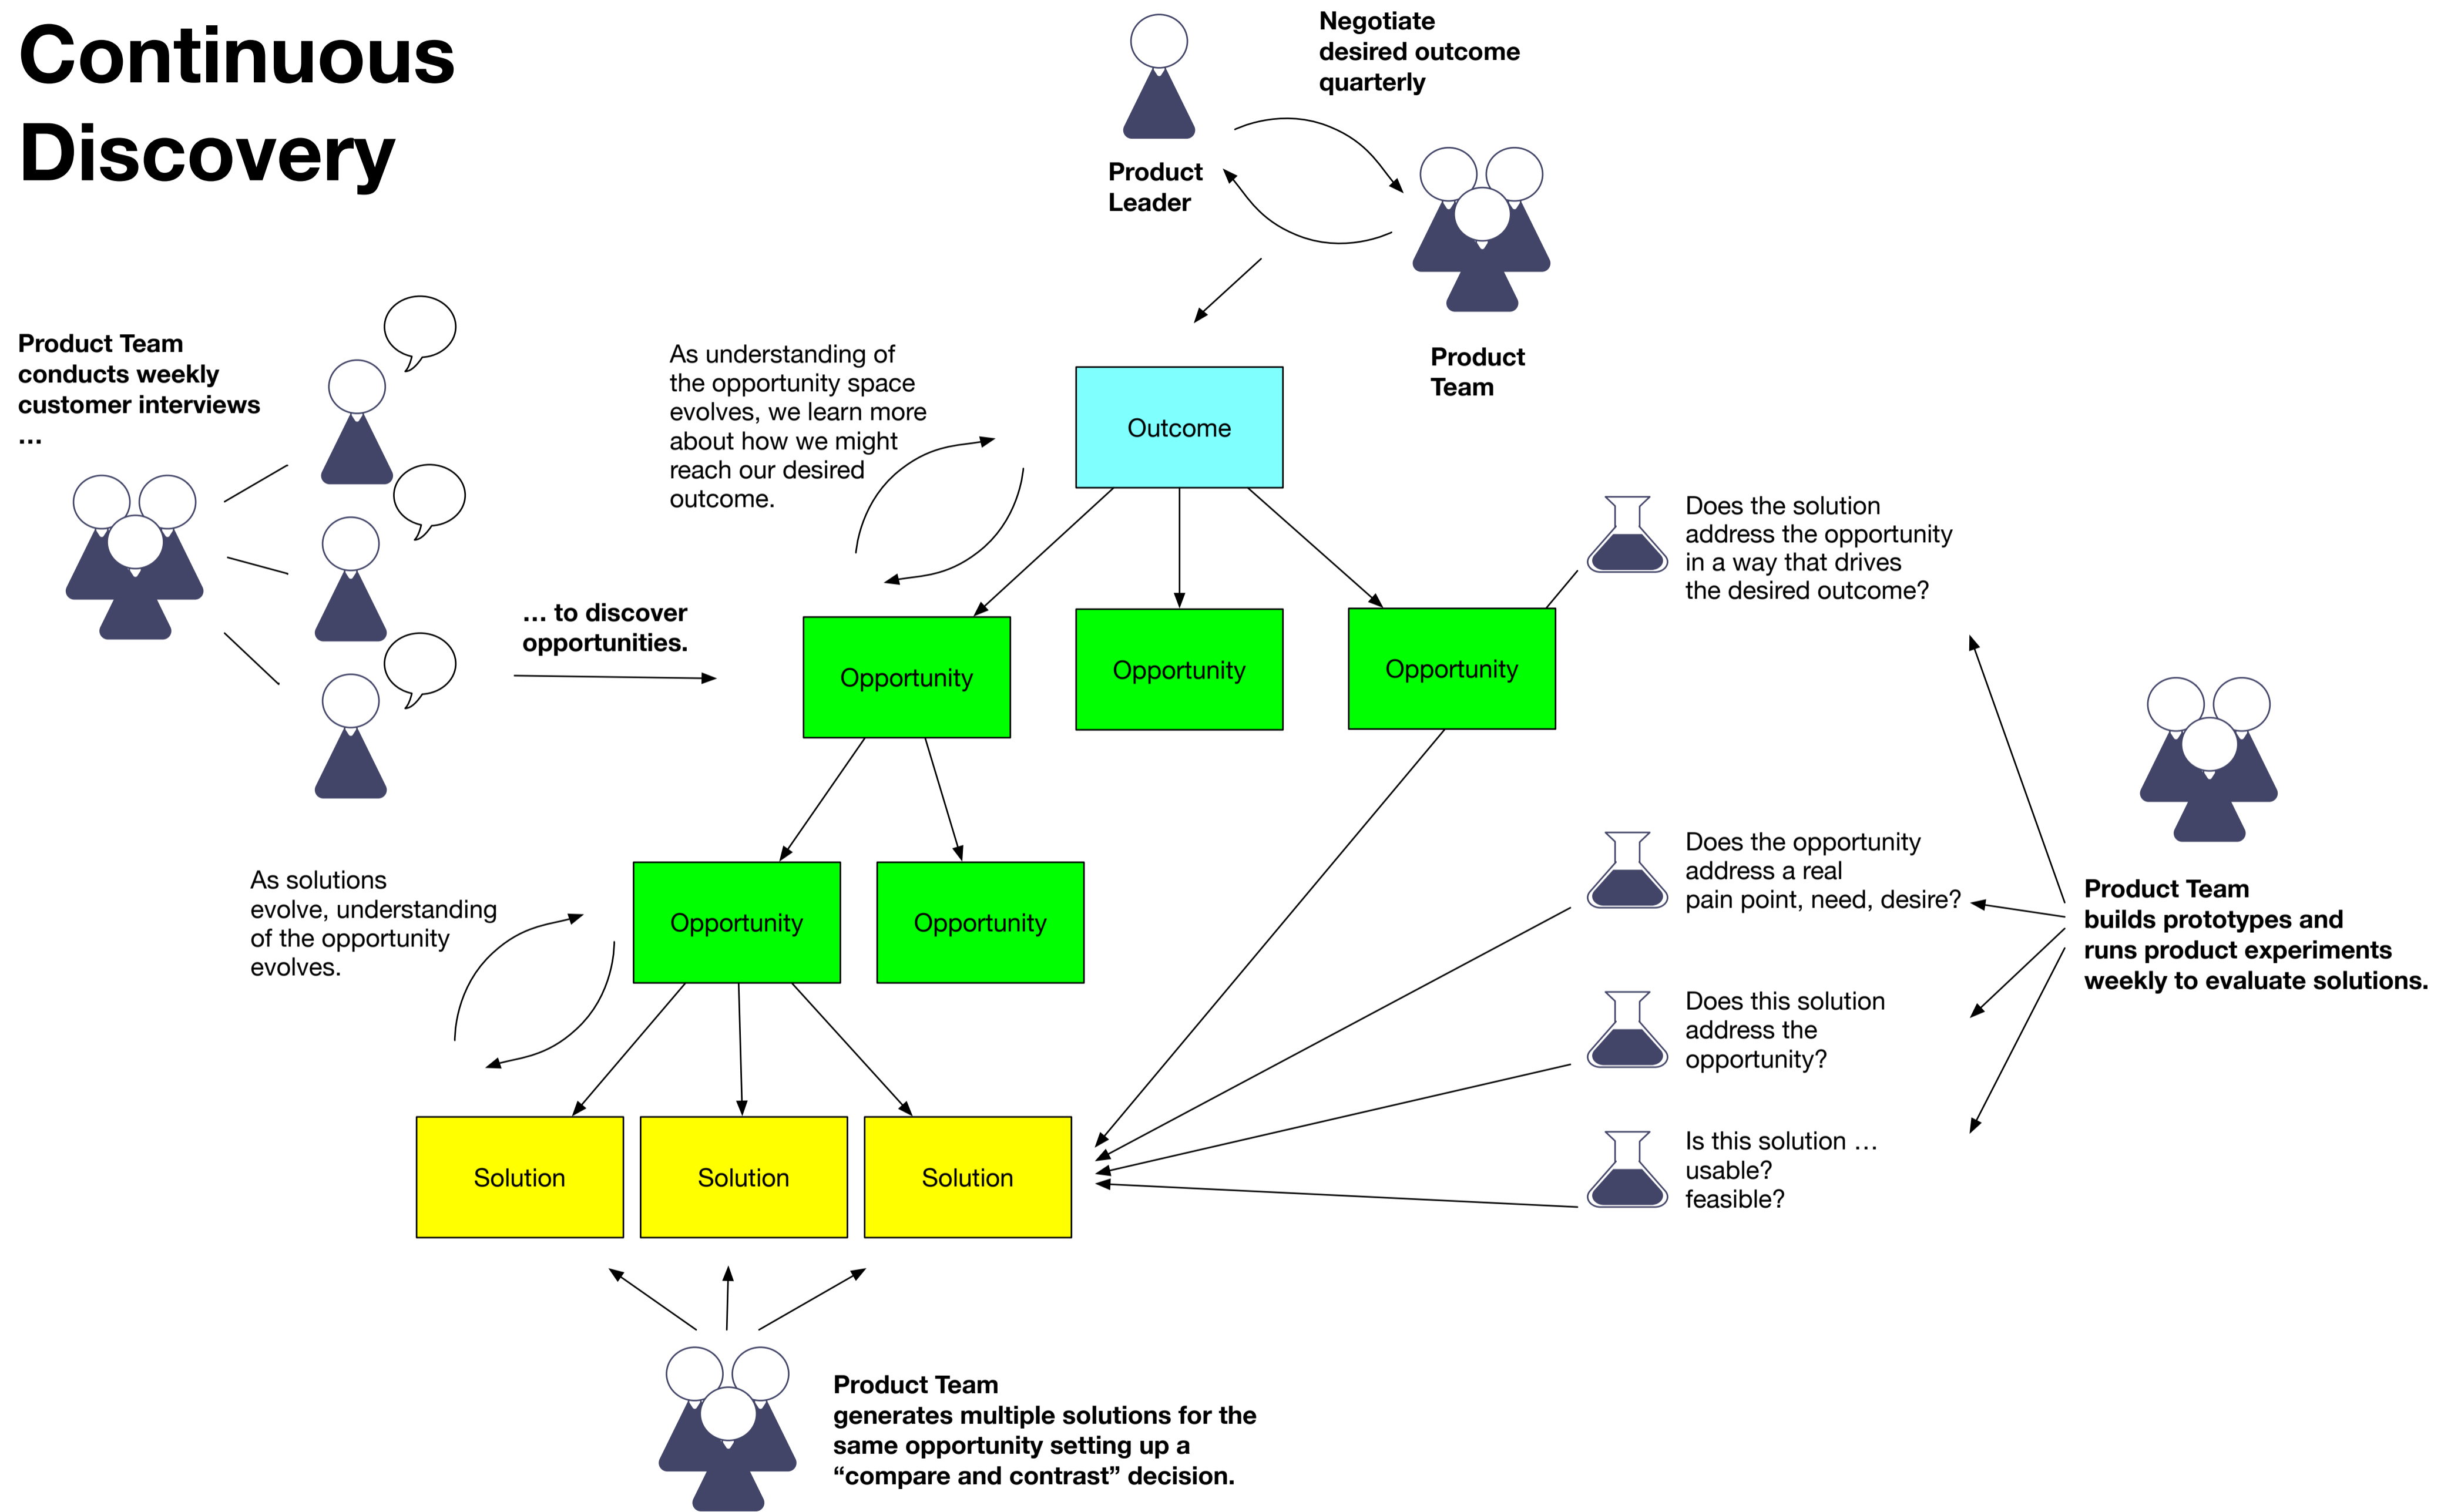 Continuous
Discovery
Negotiate
desired outcome
quarterly
Product
Leader
Product
Team
Product Team
conducts weekly
customer interviews
…
… to discover
opportunities.
As understanding of
the opportunity space
evolves, we learn more
about how we might
reach our desired
outcome.
Outcome
Opportunity
Opportunity
Opportunity
Does the solution
address the opportunity
in a way that drives
the desired outcome?
Does the opportunity
address a real
pain point, need, desire?
Does this solution
address the
opportunity?
Is this solution …
usable?
feasible?
Product Team
builds prototypes and
runs product experiments
weekly to evaluate solutions.
As solutions
evolve, understanding
of the opportunity
evolves.
Opportunity
Opportunity
Solution
Solution
Solution
Product Team
generates multiple solutions for the
same opportunity setting up a
“compare and contrast” decision.